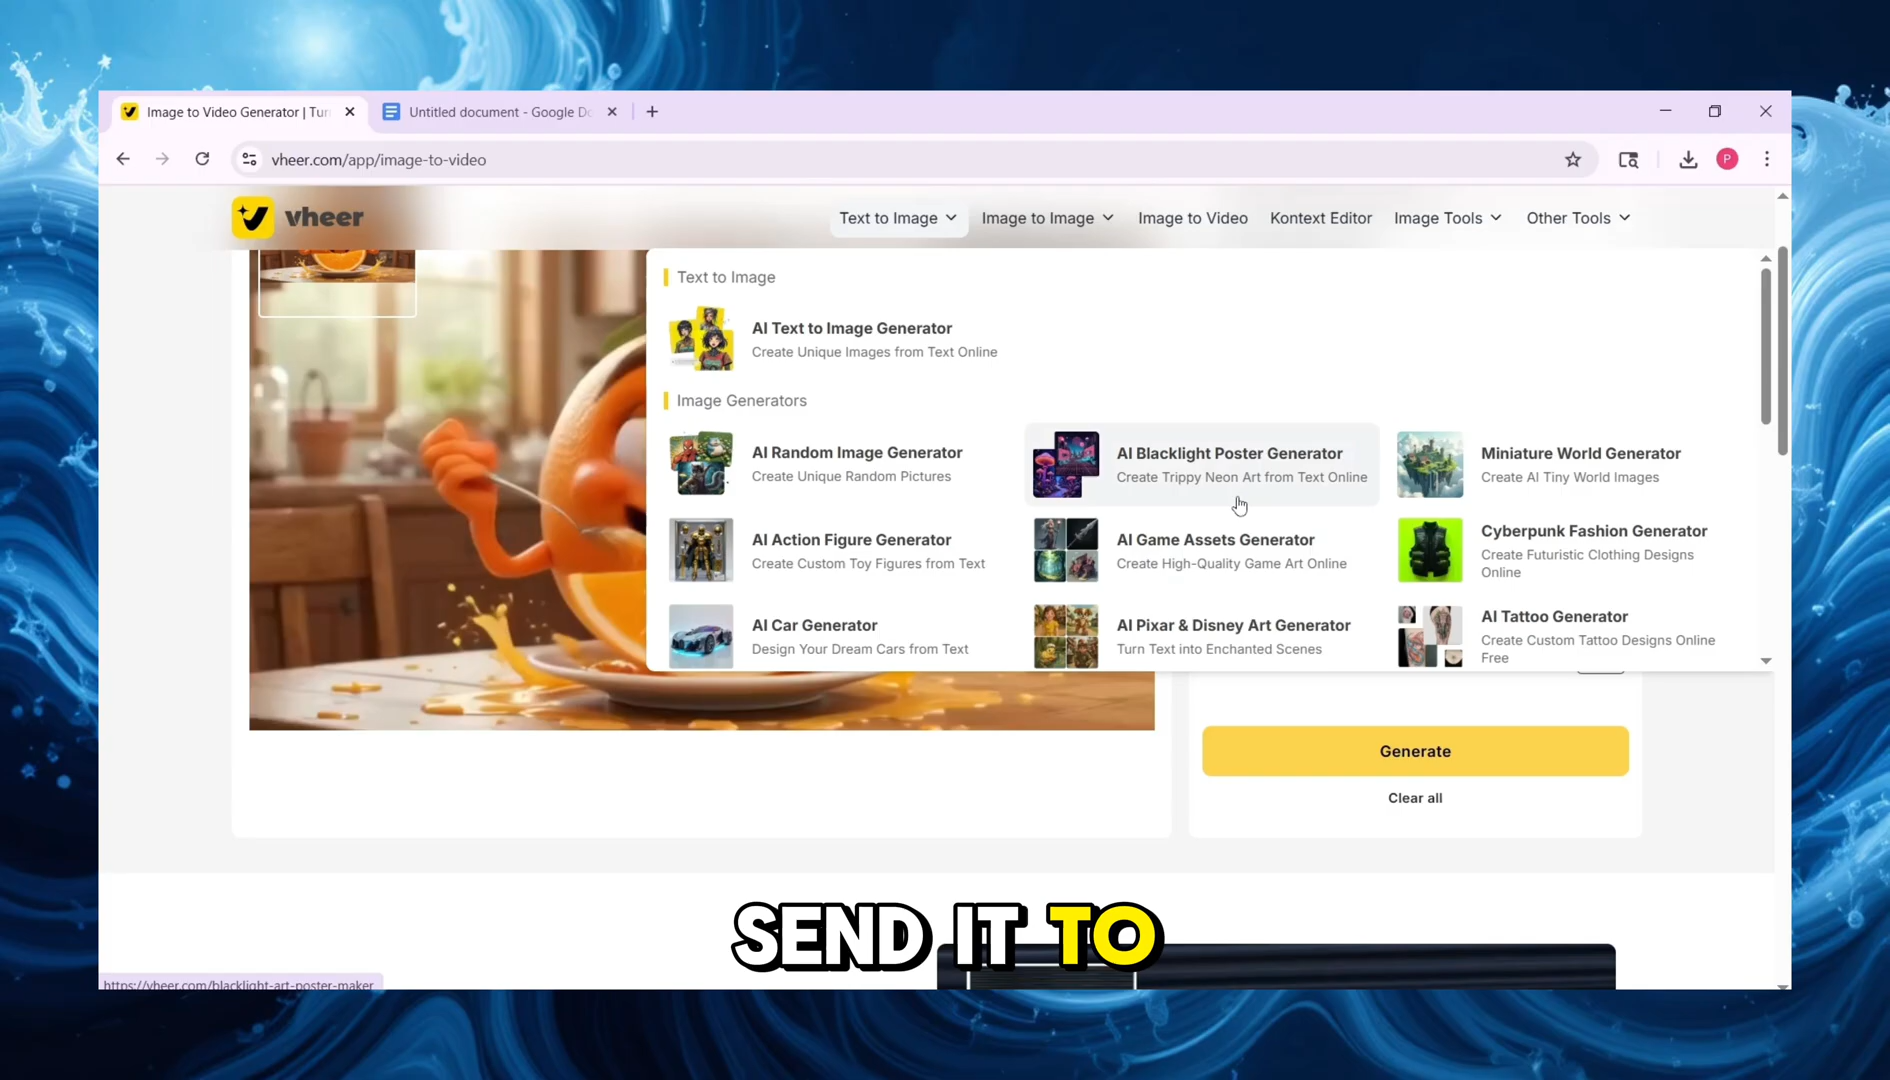 Image to Video Generator | Tur
Untitled document - Google Do
vheer.com/app/image-to-video
P
vheer
Text to Image
Image to Image
Image to Video
Kontext Editor
Image Tools
Other Tools
Text to Image
AI Text to Image Generator
Create Unique Images from Text Online
Image Generators
AI Random Image Generator
Create Unique Random Pictures
AI Blacklight Poster Generator
Create Trippy Neon Art from Text Online
Miniature World Generator
Create AI Tiny World Images
AI Action Figure Generator
Create Custom Toy Figures from Text
AI Game Assets Generator
Create High-Quality Game Art Online
Cyberpunk Fashion Generator
Create Futuristic Clothing Designs
Online
AI Car Generator
Design Your Dream Cars from Text
AI Pixar & Disney Art Generator
Turn Text into Enchanted Scenes
AI Tattoo Generator
Create Custom Tattoo Designs Online
Free
Generate
Clear all
SEND IT TO
https://vheer.com/blacklight-art-poster-maker